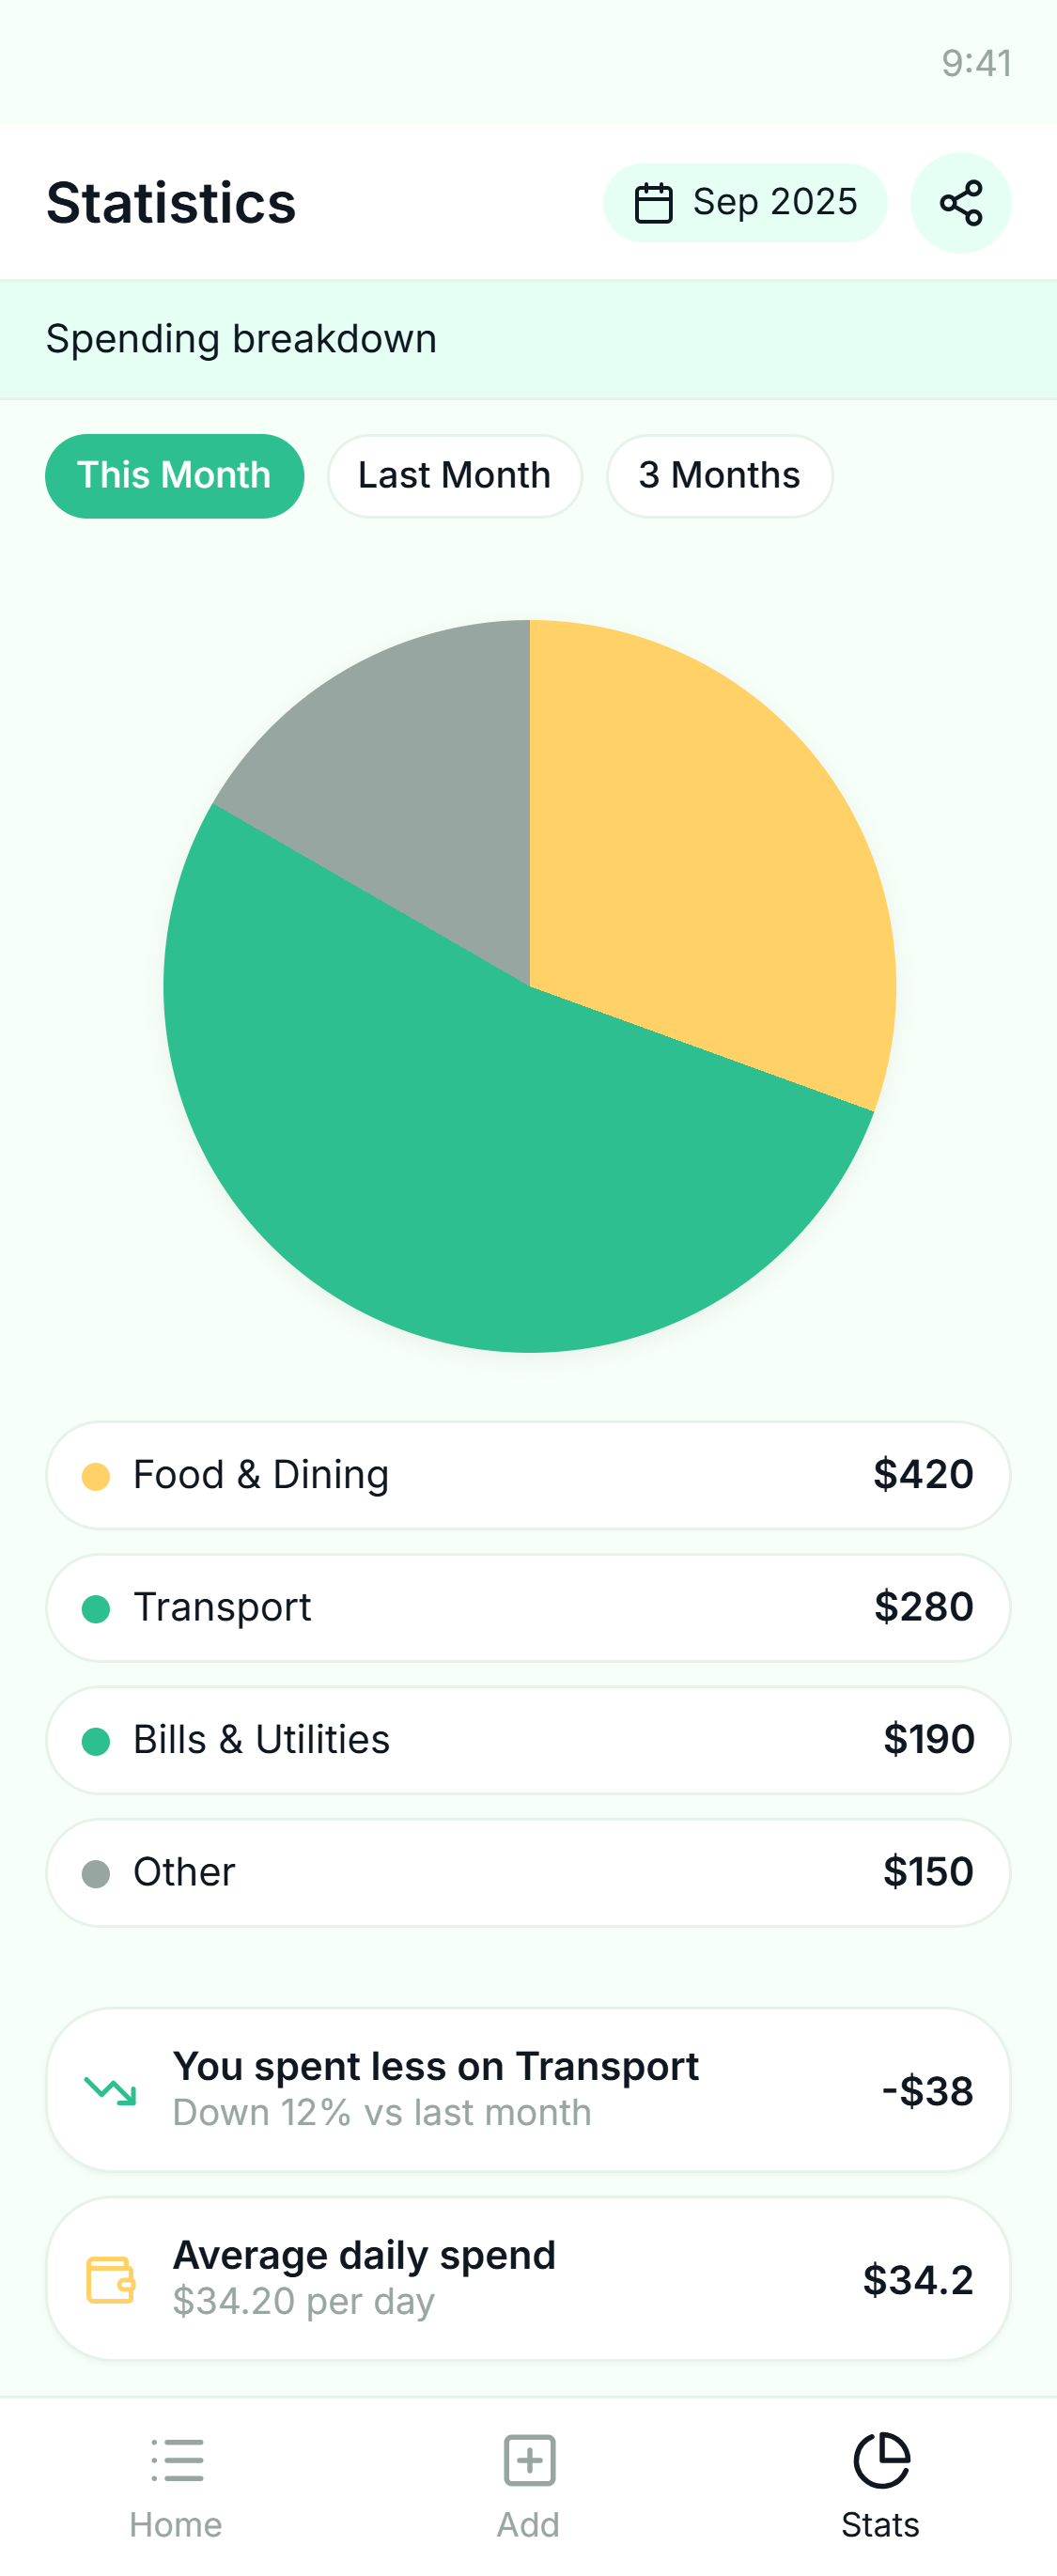 9:41
Statistics
Sep 2025
Spending breakdown
This Month
Last Month
3 Months
Food & Dining
$420
Transport
$280
Bills & Utilities
$190
Other
$150
You spent less on Transport
Down 12% vs last month
-$38
Average daily spend
$34.20 per day
$34.2
Home
Add
Stats